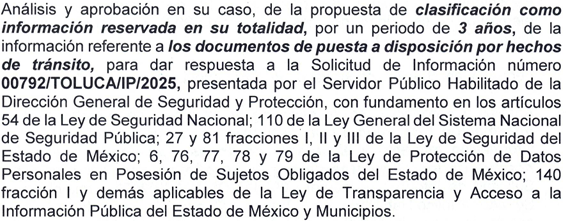 Análisis y aprobación en su caso, de la propuesta de clasificación como
información reservada en su totalidad, por un periodo de 3 años, de la
información referente a los documentos de puesta a disposición por hechos
de tránsito, para dar respuesta a la Solicitud de Información número
00792/TOLUCA/IP/2025, presentada por el Servidor Público Habilitado de la
Dirección General de Seguridad y Protección, con fundamento en los artículos
54 de la Ley de Seguridad Nacional; 110 de la Ley General del Sistema Nacional
de Seguridad Pública; 27 y 81 fracciones I, II y III de la Ley de Seguridad del
Estado de México; 6, 76, 77, 78 y 79 de la Ley de Protección de Datos
Personales en Posesión de Sujetos Obligados del Estado de México; 140
fracción I y demás aplicables de la Ley de Transparencia y Acceso a la
Información Pública del Estado de México y Municipios.